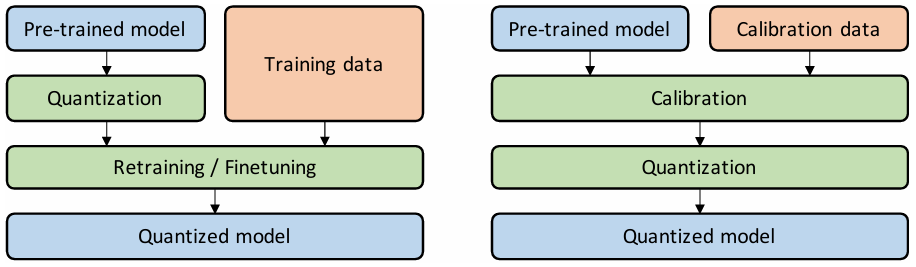 Pre-trained model
Training data
Quantization
Retraining / Finetuning
Quantized model
Pre-trained model
Calibration data
Calibration
Quantization
Quantized model